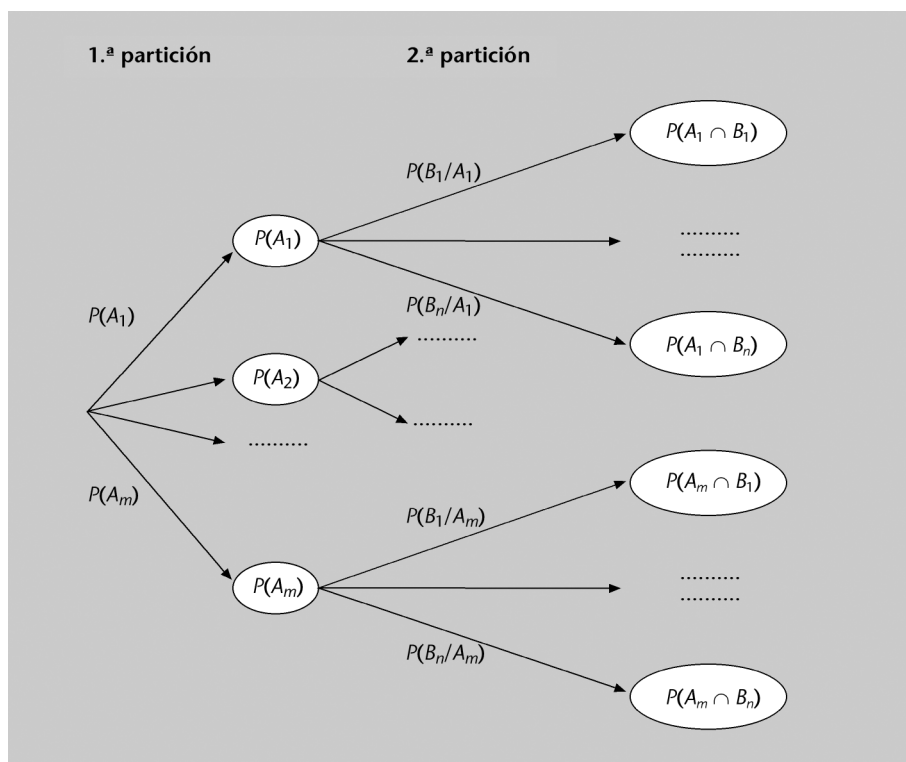 1.ª partición 2.ª partición
P(A₁ ∩ B₁)
P(B₁/A₁)
P(A₁)
..........
..........
P(Bₙ/A₁)
P(A₁)
..........
P(A₁ ∩ Bₙ)
P(A₂)
..........
..........
P(Aₘ ∩ B₁)
P(Aₘ)
P(B₁/Aₘ)
..........
P(Aₘ)
..........
P(Bₙ/Aₘ)
P(Aₘ ∩ Bₙ)